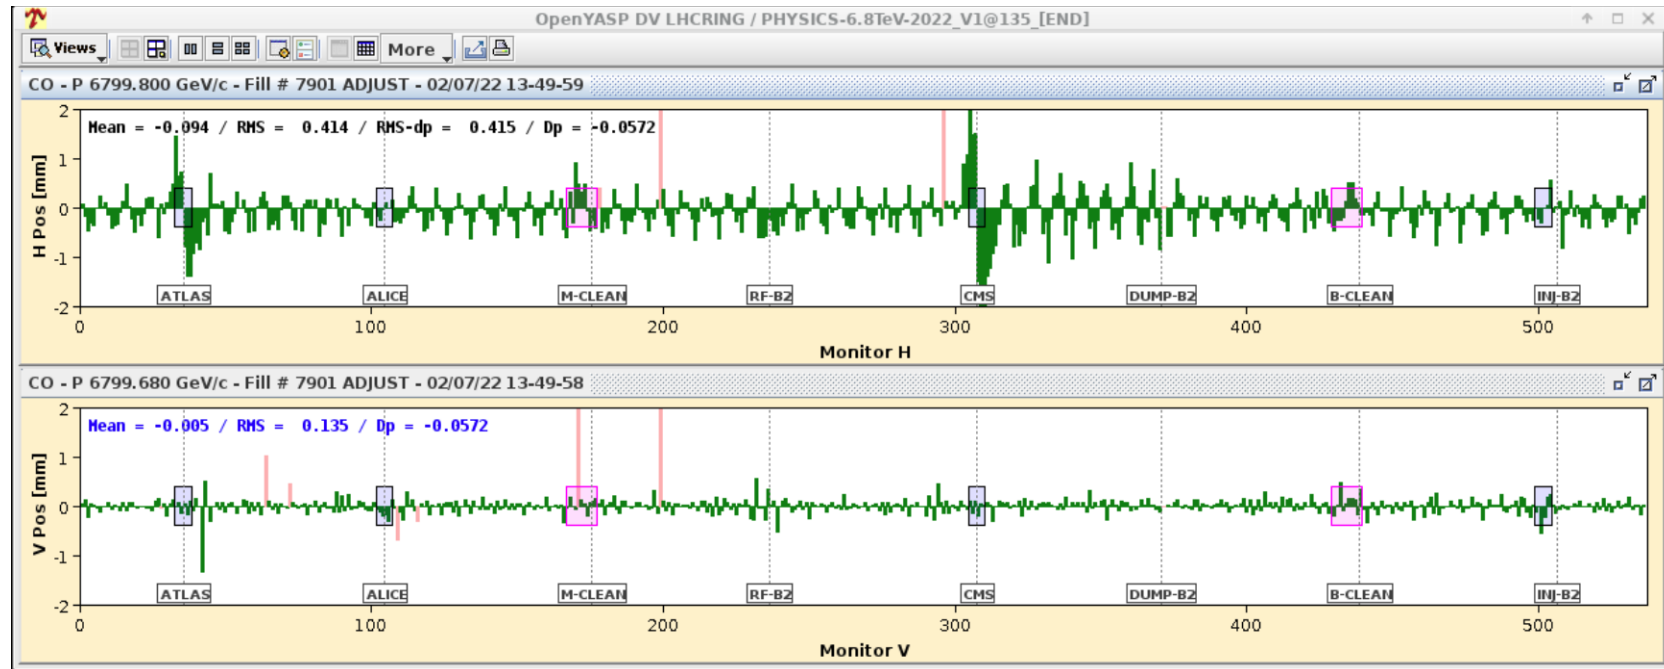 OpenYASP DV LHCRING / PHYSICS-6.8TeV-2022_V1@135_[END]
Views More
CO - P 6799.800 GeV/c - Fill # 7901 ADJUST - 02/07/22 13-49-59
Mean = -0.094 / RMS = 0.414 / RMS-dp = 0.415 / Dp = -0.0572
H Pos [mm]
2
1
0
-1
-2
ATLAS ALICE M-CLEAN RF-B2 CMS DUMP-B2 B-CLEAN INJ-B2
0 100 200 300 400 500
Monitor H
CO - P 6799.680 GeV/c - Fill # 7901 ADJUST - 02/07/22 13-49-58
Mean = -0.005 / RMS = 0.135 / Dp = -0.0572
V Pos [mm]
2
1
0
-1
-2
ATLAS ALICE M-CLEAN RF-B2 CMS DUMP-B2 B-CLEAN INJ-B2
0 100 200 300 400 500
Monitor V